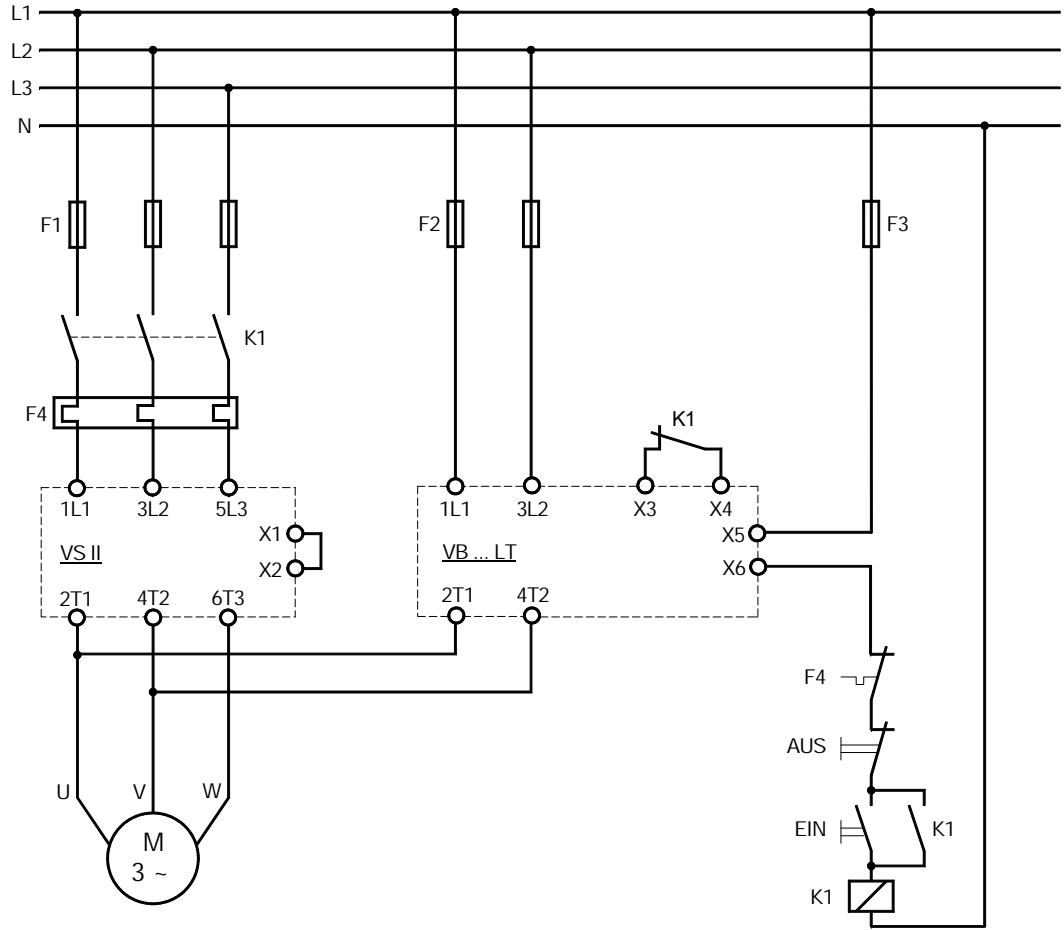 L1
L2
L3
N
F1
F2
F3
K1
F4
K1
1L1 3L2 5L3
1L1 3L2 X3 X4
X1
X5
VS II
VB ... LT
X2
X6
2T1 4T2 6T3
2T1 4T2
F4
AUS
U V W
EIN K1
M
3 ~
K1